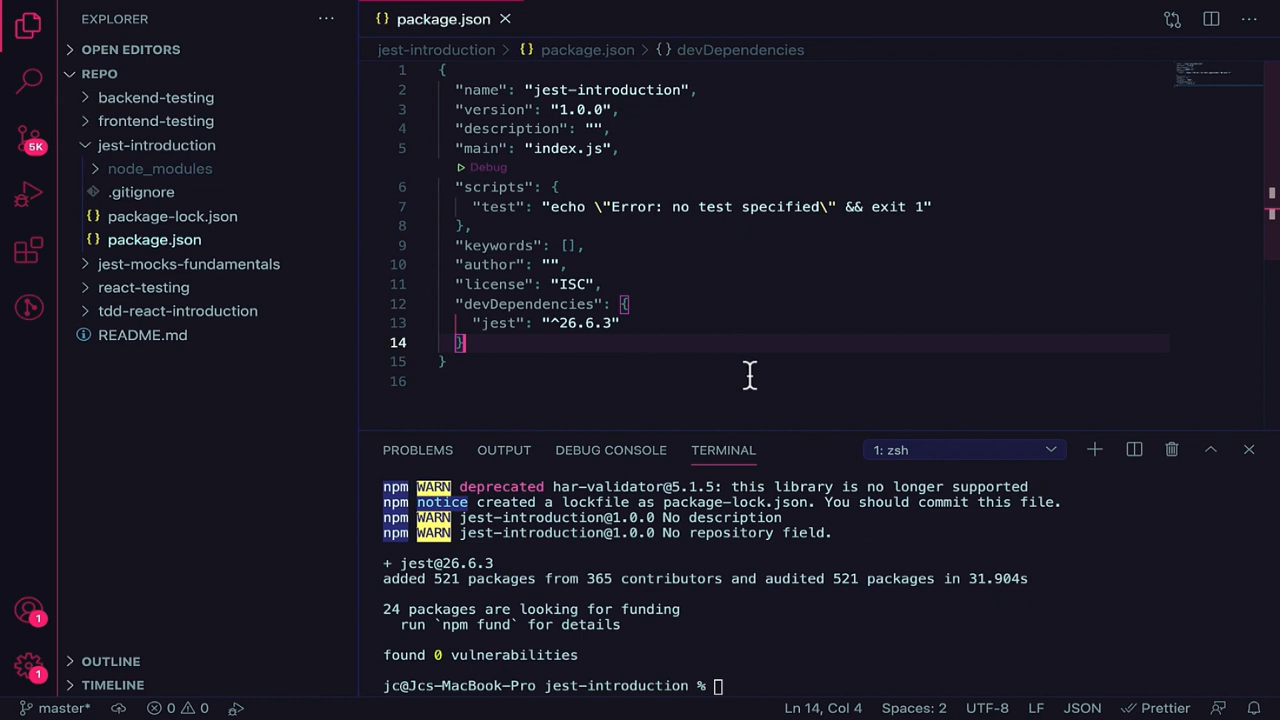 EXPLORER
OPEN EDITORS
REPO
backend-testing
frontend-testing
jest-introduction
node_modules
.gitignore
{} package-lock.json
{} package.json
jest-mocks-fundamentals
react-testing
tdd-react-introduction
README.md
OUTLINE
TIMELINE
5K
1
1
{} package.json
jest-introduction > {} package.json > {} devDependencies
1 {
2 "name": "jest-introduction",
3 "version": "1.0.0",
4 "description": "",
5 "main": "index.js",
Debug
6 "scripts": {
7 "test": "echo \"Error: no test specified\" && exit 1"
8 },
9 "keywords": [],
10 "author": "",
11 "license": "ISC",
12 "devDependencies": {
13 "jest": "^26.6.3"
14 }
15 }
16
PROBLEMS OUTPUT DEBUG CONSOLE TERMINAL 1: zsh
npm WARN deprecated har-validator@5.1.5: this library is no longer supported
npm notice created a lockfile as package-lock.json. You should commit this file.
npm WARN jest-introduction@1.0.0 No description
npm WARN jest-introduction@1.0.0 No repository field.
+ jest@26.6.3
added 521 packages from 365 contributors and audited 521 packages in 31.904s
24 packages are looking for funding
run `npm fund` for details
found 0 vulnerabilities
jc@Jcs-MacBook-Pro jest-introduction %
master* 0 0 Ln 14, Col 4 Spaces: 2 UTF-8 LF JSON Prettier